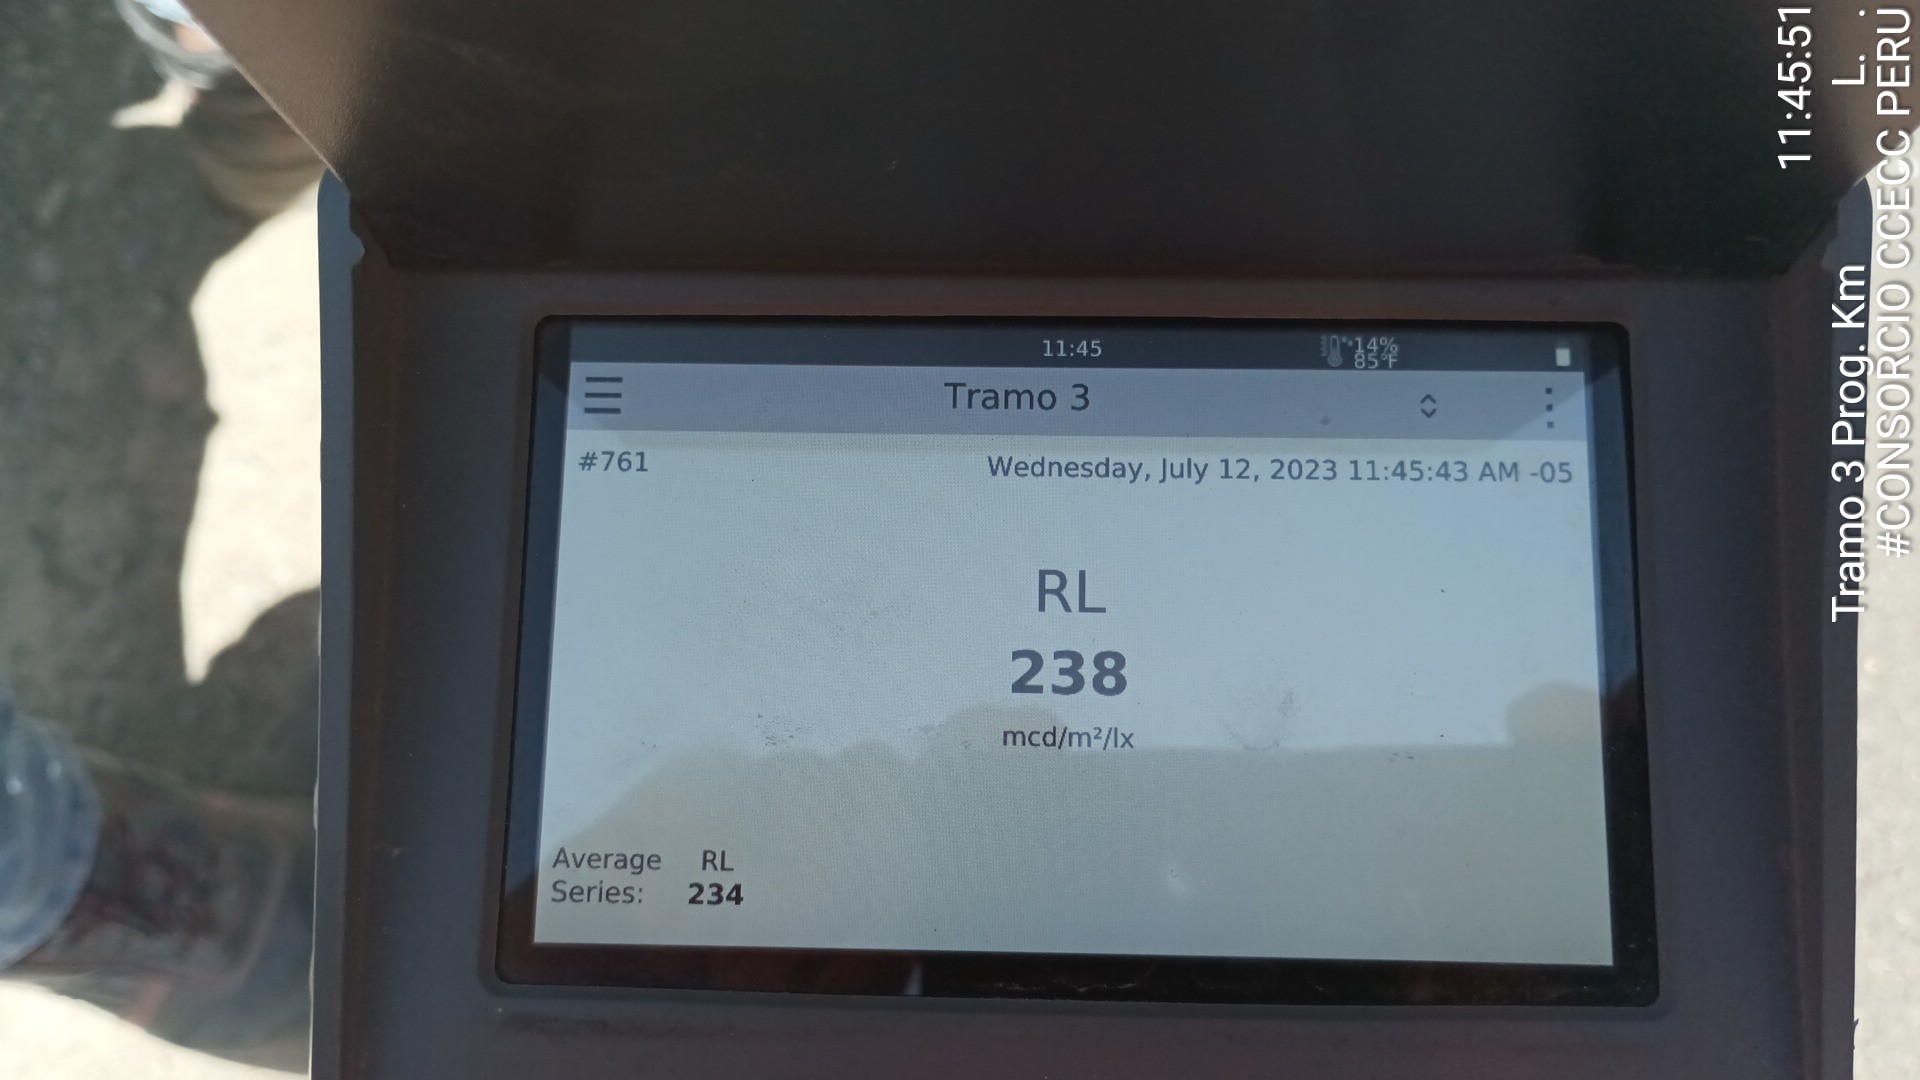 11:45
14%
85°F
Tramo 3
#761
Wednesday, July 12, 2023 11:45:43 AM -05
RL
238
mcd/m²/lx
Average RL
Series: 234
11:45:51
Tramo 3 Prog. Km L. .
#CONSORCIO CCECC PERU